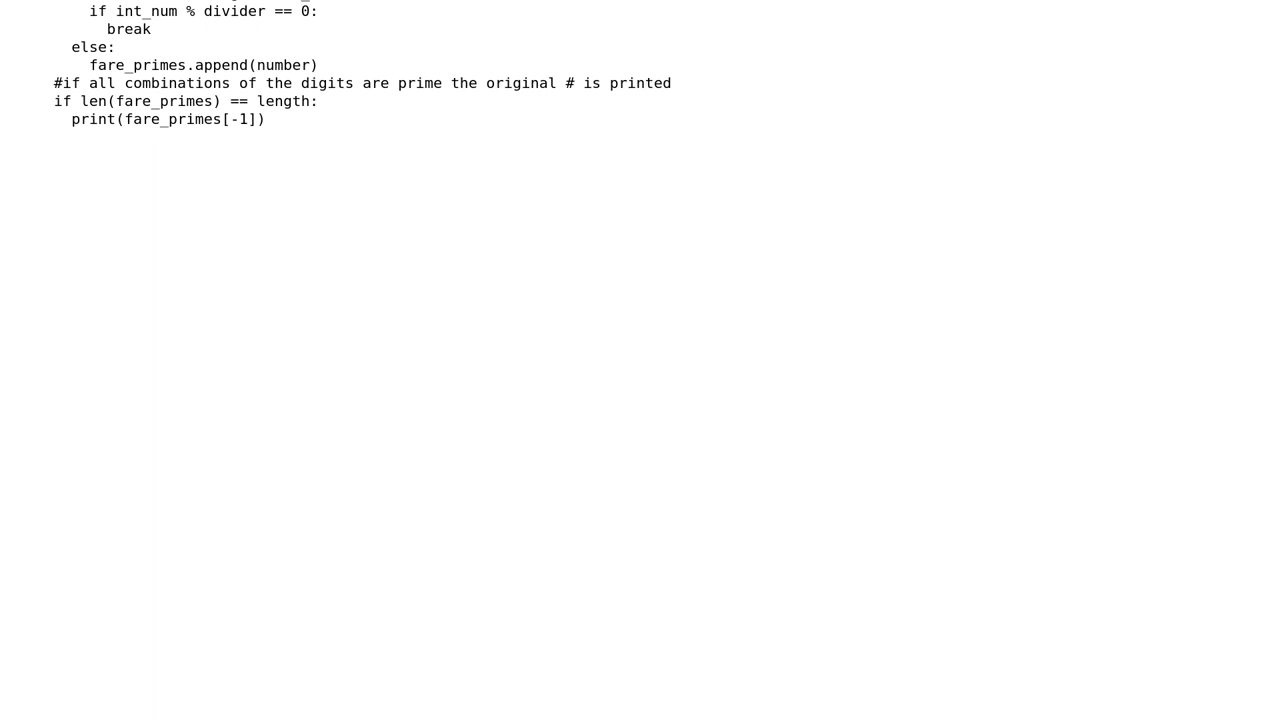 if int_num % divider == 0:
break
else:
fare_primes.append(number)
#if all combinations of the digits are prime the original # is printed
if len(fare_primes) == length:
print(fare_primes[-1])